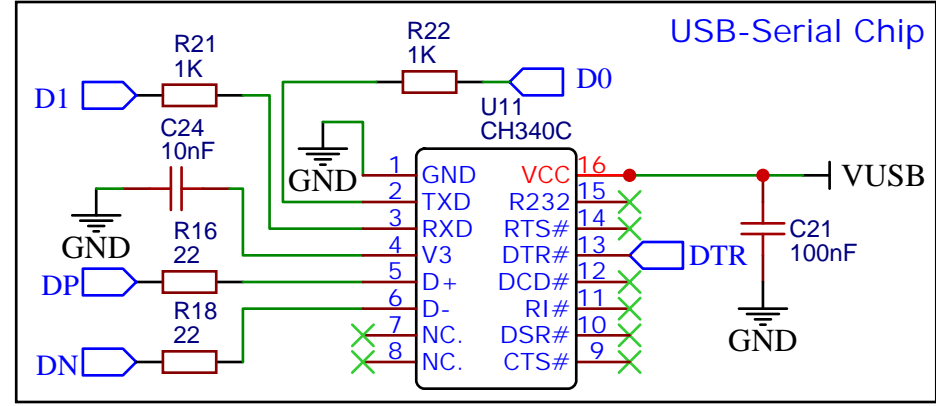 USB-Serial Chip
R21
1K
D1
R22
1K
D0
U11
CH340C
C24
10nF
GND
GND
R16
22
DP
R18
22
DN
1 GND VCC 16
2 TXD R232 15
3 RXD RTS# 14
4 V3 DTR# 13
5 D+ DCD# 12
6 D- RI# 11
7 NC. DSR# 10
8 NC. CTS# 9
VUSB
C21
100nF
DTR
GND